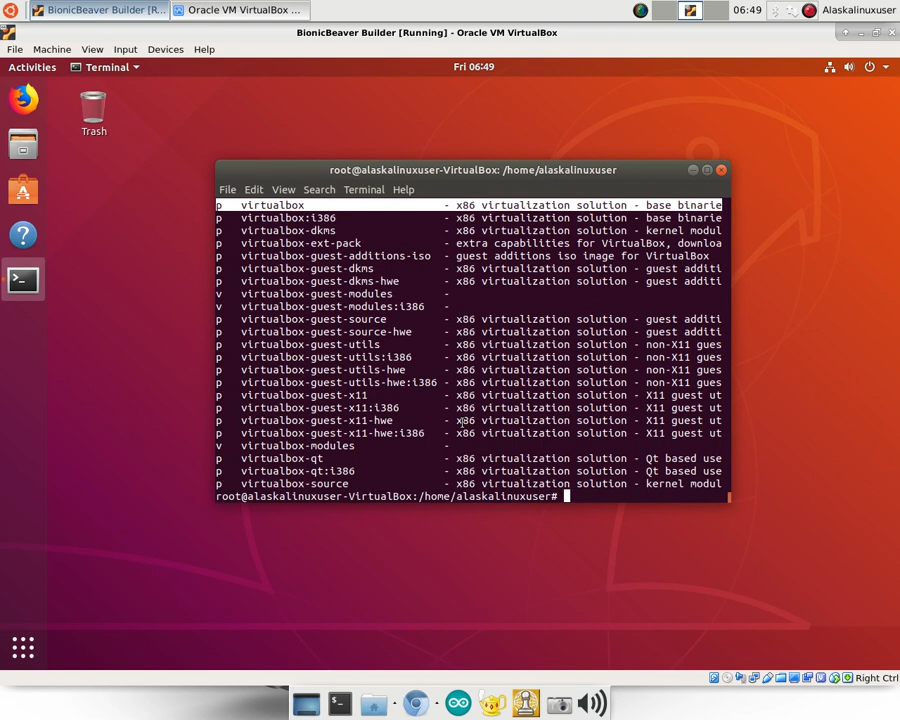 BionicBeaver Builder [R...
Oracle VM VirtualBox ...
06:49
Alaskalinuxuser
BionicBeaver Builder [Running] - Oracle VM VirtualBox
File Machine View Input Devices Help
Activities Terminal Fri 06:49
Trash
root@alaskalinuxuser-VirtualBox: /home/alaskalinuxuser
File Edit View Search Terminal Help
p virtualbox - x86 virtualization solution - base binarie
p virtualbox:i386 - x86 virtualization solution - base binarie
p virtualbox-dkms - x86 virtualization solution - kernel modul
p virtualbox-ext-pack - extra capabilities for VirtualBox, downloa
p virtualbox-guest-additions-iso - guest additions iso image for VirtualBox
p virtualbox-guest-dkms - x86 virtualization solution - guest additi
p virtualbox-guest-dkms-hwe - x86 virtualization solution - guest additi
v virtualbox-guest-modules -
v virtualbox-guest-modules:i386 -
p virtualbox-guest-source - x86 virtualization solution - guest additi
p virtualbox-guest-source-hwe - x86 virtualization solution - guest additi
p virtualbox-guest-utils - x86 virtualization solution - non-X11 gues
p virtualbox-guest-utils:i386 - x86 virtualization solution - non-X11 gues
p virtualbox-guest-utils-hwe - x86 virtualization solution - non-X11 gues
p virtualbox-guest-utils-hwe:i386 - x86 virtualization solution - non-X11 gues
p virtualbox-guest-x11 - x86 virtualization solution - X11 guest ut
p virtualbox-guest-x11:i386 - x86 virtualization solution - X11 guest ut
p virtualbox-guest-x11-hwe - x86 virtualization solution - X11 guest ut
p virtualbox-guest-x11-hwe:i386 - x86 virtualization solution - X11 guest ut
v virtualbox-modules -
p virtualbox-qt - x86 virtualization solution - Qt based use
p virtualbox-qt:i386 - x86 virtualization solution - Qt based use
p virtualbox-source - x86 virtualization solution - kernel modul
root@alaskalinuxuser-VirtualBox:/home/alaskalinuxuser#
Right Ctrl